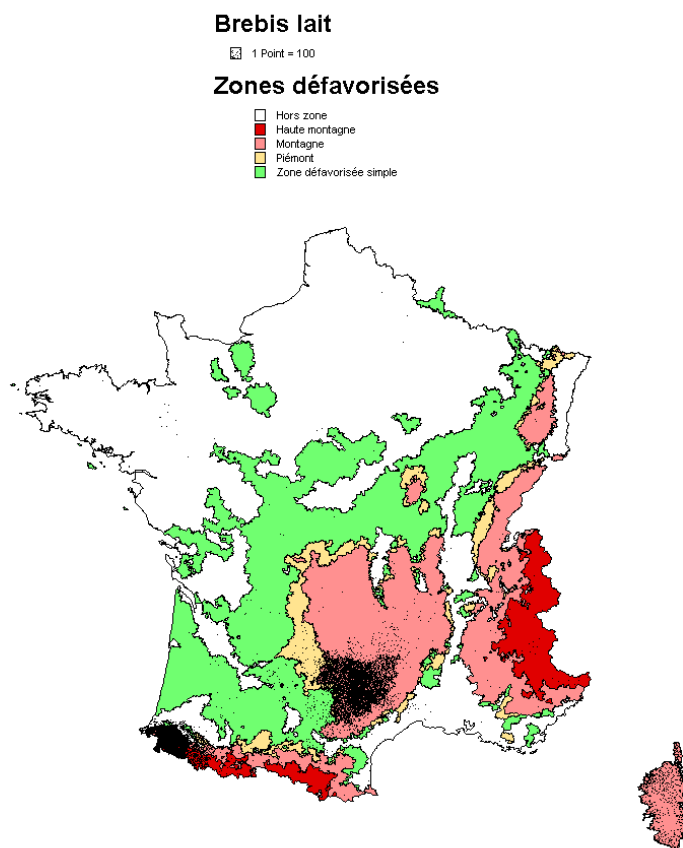 Brebis lait
1 Point = 100
Zones défavorisées
Hors zone
Haute montagne
Montagne
Piémont
Zone défavorisée simple